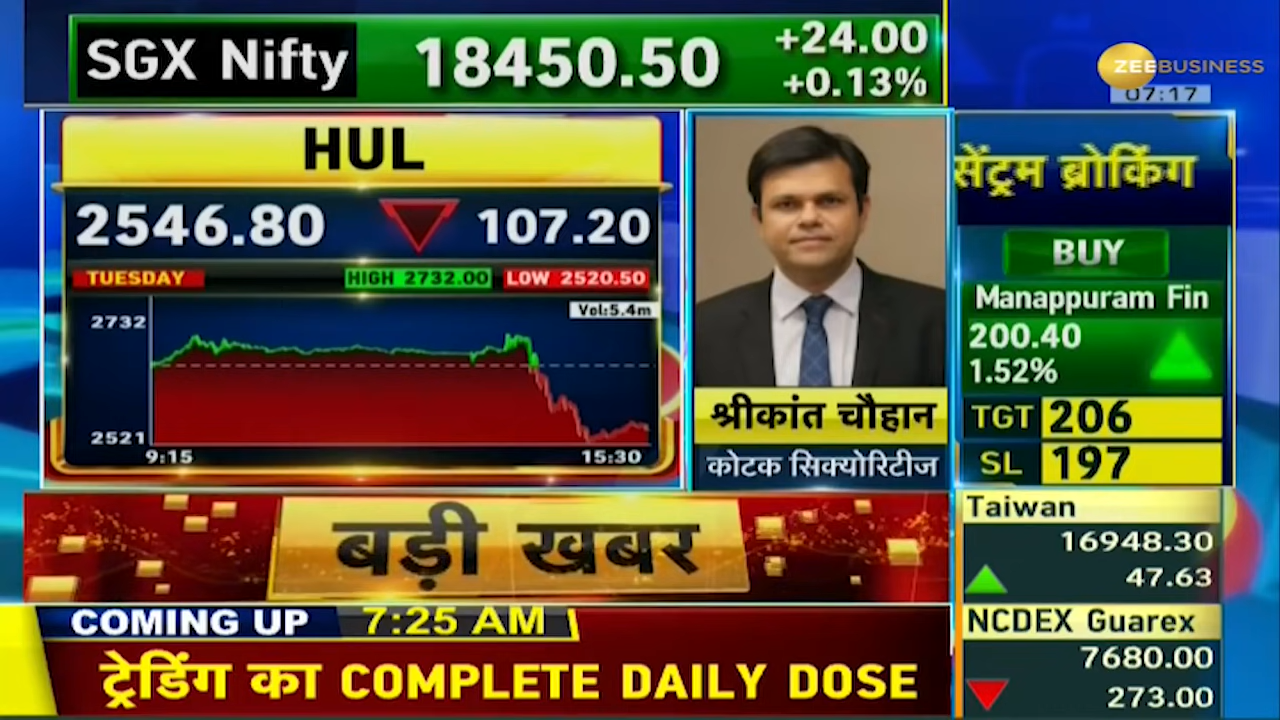 SGX Nifty
18450.50
+24.00
+0.13%
ZEEBUSINESS
07:17
HUL
2546.80
107.20
TUESDAY
HIGH 2732.00
LOW 2520.50
Vol:5.4m
2732
2521
9:15
15:30
श्रीकांत चौहान
कोटक सिक्योरिटीज
सेंट्रम ब्रोकिंग
BUY
Manappuram Fin
200.40
1.52%
TGT 206
SL 197
Taiwan
16948.30
47.63
NCDEX Guarex
7680.00
273.00
बड़ी खबर
COMING UP 7:25 AM
ट्रेडिंग का COMPLETE DAILY DOSE